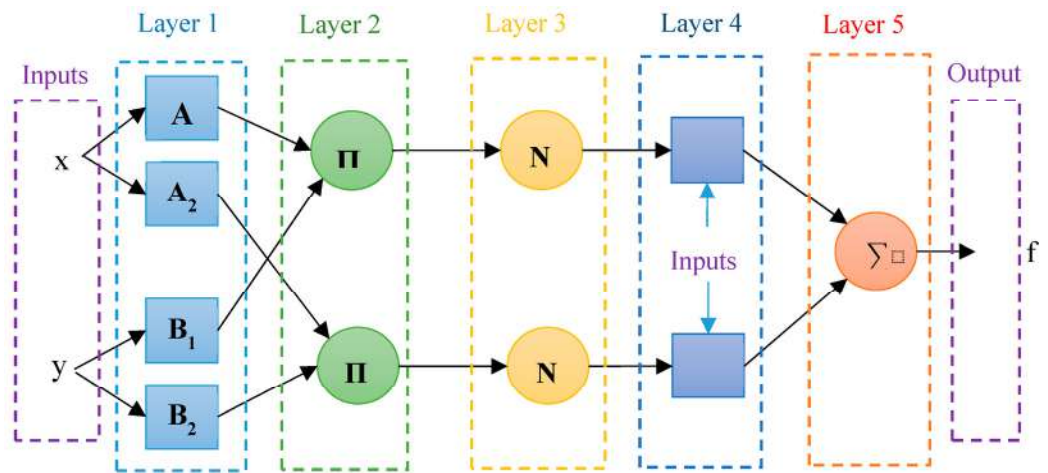 Layer 1
Layer 2
Layer 3
Layer 4
Layer 5
Inputs
Output
x
A
A₂
Π
N
Inputs
∑□
f
y
B₁
B₂
Π
N